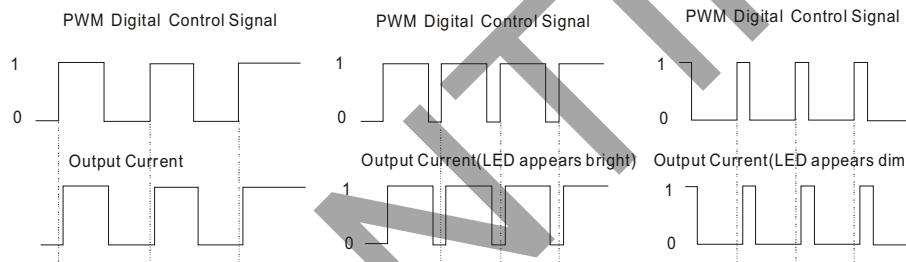 PWM Digital Control Signal
1
0
Output Current
PWM Digital Control Signal
1
0
Output Current(LED appears bright)
1
0
PWM Digital Control Signal
1
0
Output Current(LED appears dim
1
0